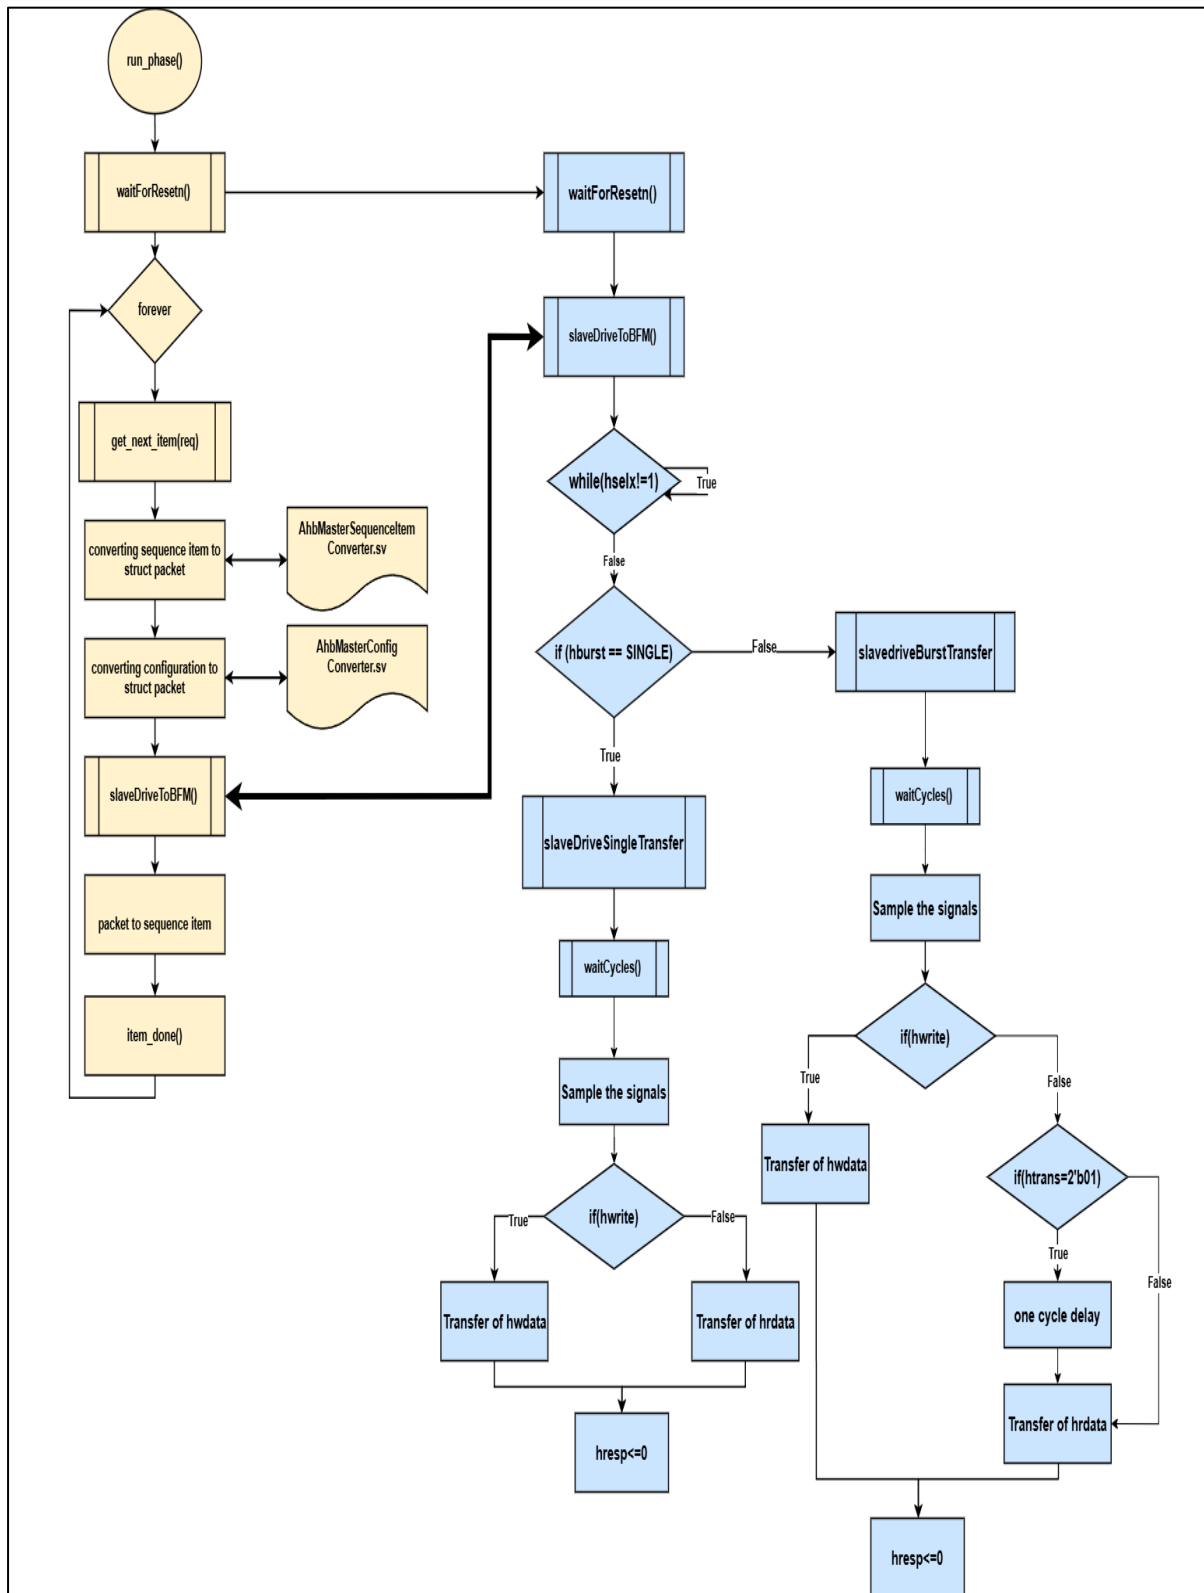 run_phase()
waitForResetn()
forever
get_next_item(req)
converting sequence item to
struct packet
AhbMasterSequenceItem
Converter.sv
converting configuration to
struct packet
AhbMasterConfig
Converter.sv
slaveDriveToBFM()
packet to sequence item
item_done()
waitForResetn()
slaveDriveToBFM()
while(hselx!=1)
True
False
if (hburst == SINGLE)
False
True
slaveDriveSingleTransfer
waitCycles()
Sample the signals
if(hwrite)
True
False
Transfer of hwdata
Transfer of hrdata
hresp<=0
slavedriveBurstTransfer
waitCycles()
Sample the signals
if(hwrite)
True
False
Transfer of hwdata
if(htrans=2'b01)
True
False
one cycle delay
Transfer of hrdata
hresp<=0